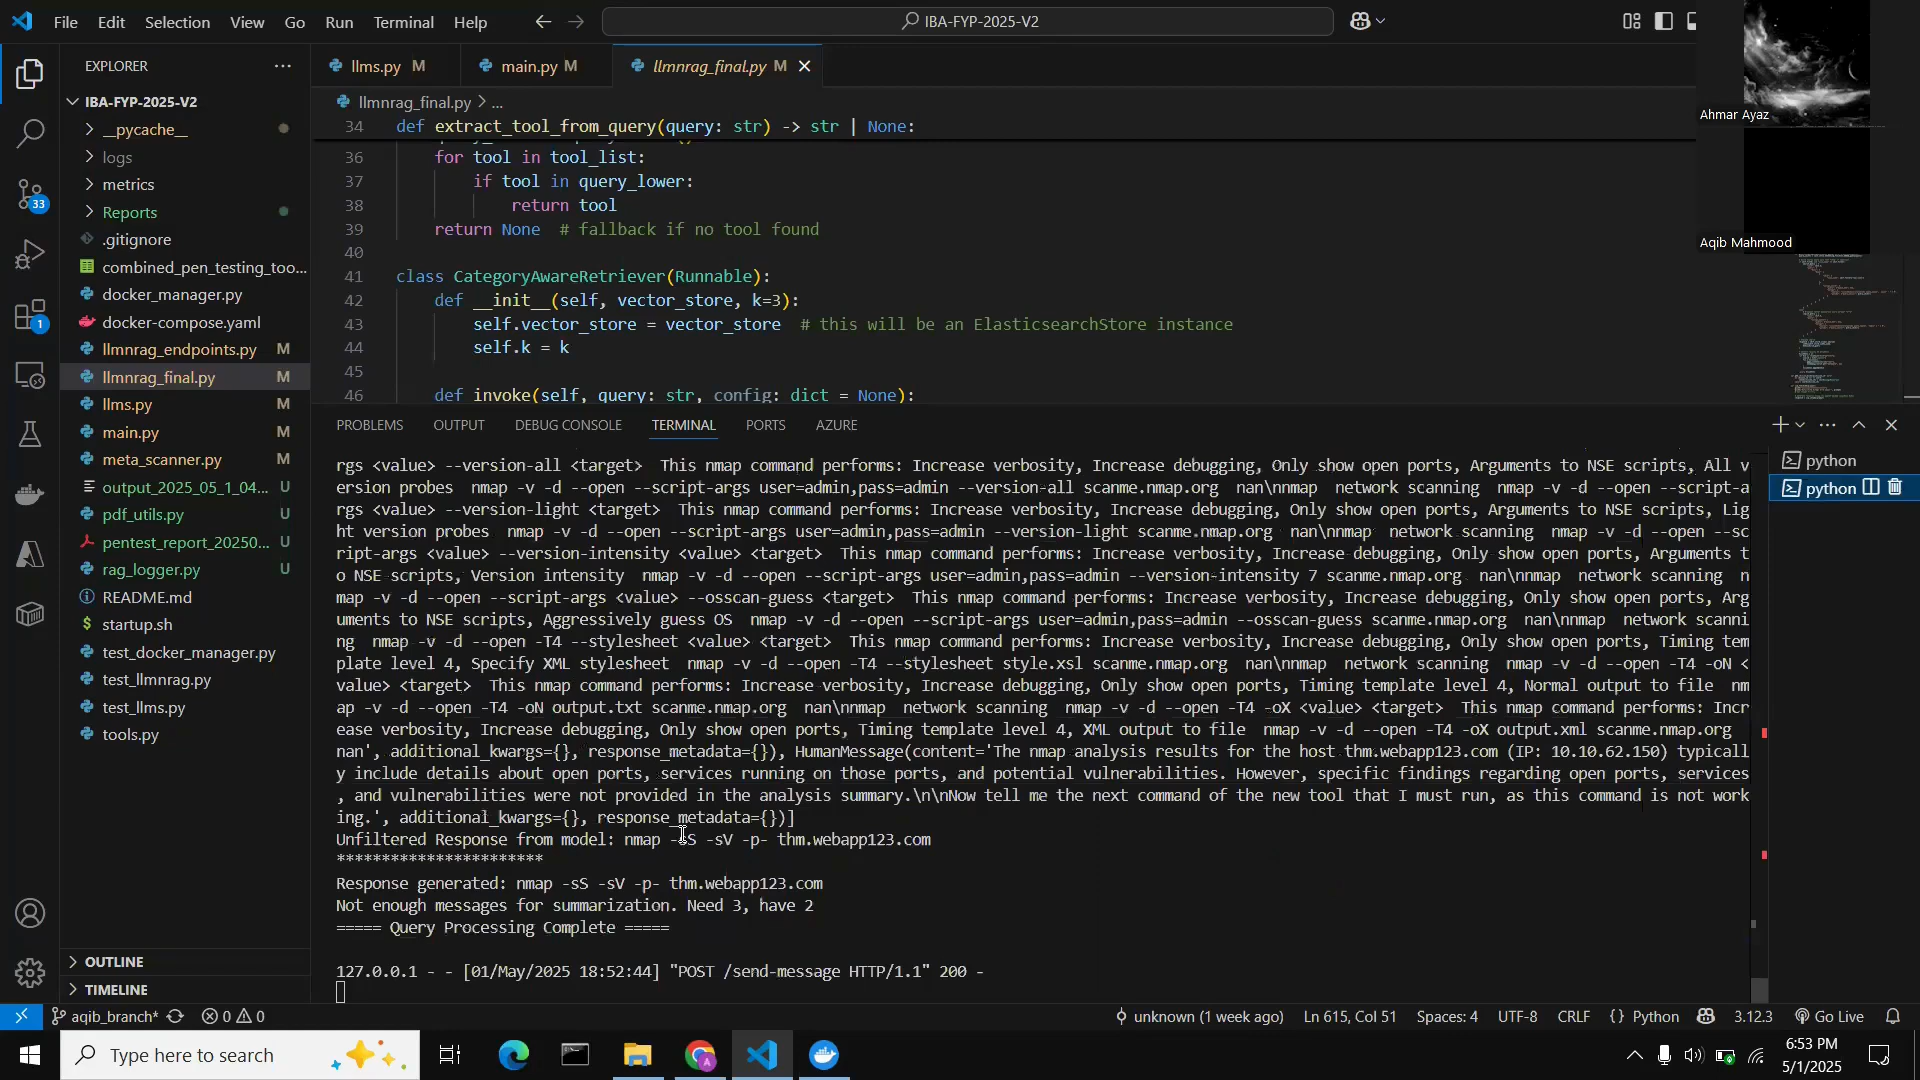 File Edit Selection View Go Run Terminal Help
IBA-FYP-2025-V2
EXPLORER
IBA-FYP-2025-V2
__pycache__
logs
metrics
Reports
.gitignore
combined_pen_testing_too...
docker_manager.py
docker-compose.yaml
llmnrag_endpoints.py M
llmnrag_final.py M
llms.py M
main.py M
meta_scanner.py M
output_2025_05_1_04... U
pdf_utils.py U
pentest_report_20250... U
rag_logger.py U
README.md
startup.sh
test_docker_manager.py
test_llmnrag.py
test_llms.py
tools.py
OUTLINE
TIMELINE
33
1
llms.py M
main.py M
llmnrag_final.py M
llmnrag_final.py > ...
34 def extract_tool_from_query(query: str) -> str | None:
36 for tool in tool_list:
37 if tool in query_lower:
38 return tool
39 return None # fallback if no tool found
40
41 class CategoryAwareRetriever(Runnable):
42 def __init__(self, vector_store, k=3):
43 self.vector_store = vector_store # this will be an ElasticsearchStore instance
44 self.k = k
45
46 def invoke(self, query: str, config: dict = None):
Ahmar Ayaz
Aqib Mahmood
PROBLEMS OUTPUT DEBUG CONSOLE TERMINAL PORTS AZURE
python
python
rgs <value> --version-all <target>  This nmap command performs: Increase verbosity, Increase debugging, Only show open ports, Arguments to NSE scripts, All v
ersion probes  nmap -v -d --open --script-args user=admin,pass=admin --version-all scanme.nmap.org  nan\nnmap  network scanning  nmap -v -d --open --script-a
rgs <value> --version-light <target>  This nmap command performs: Increase verbosity, Increase debugging, Only show open ports, Arguments to NSE scripts, Lig
ht version probes  nmap -v -d --open --script-args user=admin,pass=admin --version-light scanme.nmap.org  nan\nnmap  network scanning  nmap -v -d --open --sc
ript-args <value> --version-intensity <value> <target>  This nmap command performs: Increase verbosity, Increase debugging, Only show open ports, Arguments t
o NSE scripts, Version intensity  nmap -v -d --open --script-args user=admin,pass=admin --version-intensity 7 scanme.nmap.org  nan\nnmap  network scanning  n
map -v -d --open --script-args <value> --osscan-guess <target>  This nmap command performs: Increase verbosity, Increase debugging, Only show open ports, Arg
uments to NSE scripts, Aggressively guess OS  nmap -v -d --open --script-args user=admin,pass=admin --osscan-guess scanme.nmap.org  nan\nnmap  network scanni
ng  nmap -v -d --open -T4 --stylesheet <value> <target>  This nmap command performs: Increase verbosity, Increase debugging, Only show open ports, Timing tem
plate level 4, Specify XML stylesheet  nmap -v -d --open -T4 --stylesheet style.xsl scanme.nmap.org  nan\nnmap  network scanning  nmap -v -d --open -T4 -oN <
value> <target>  This nmap command performs: Increase verbosity, Increase debugging, Only show open ports, Timing template level 4, Normal output to file  nm
ap -v -d --open -T4 -oN output.txt scanme.nmap.org  nan\nnmap  network scanning  nmap -v -d --open -T4 -oX <value> <target>  This nmap command performs: Incr
ease verbosity, Increase debugging, Only show open ports, Timing template level 4, XML output to file  nmap -v -d --open -T4 -oX output.xml scanme.nmap.org
nan', additional_kwargs={}, response_metadata={}), HumanMessage(content='The nmap analysis results for the host thm.webapp123.com (IP: 10.10.62.150) typicall
y include details about open ports, services running on those ports, and potential vulnerabilities. However, specific findings regarding open ports, services
, and vulnerabilities were not provided in the analysis summary.\n\nNow tell me the next command of the new tool that I must run, as this command is not work
ing.', additional_kwargs={}, response_metadata={})]
Unfiltered Response from model: nmap -sS -sV -p- thm.webapp123.com
***********************
Response generated: nmap -sS -sV -p- thm.webapp123.com
Not enough messages for summarization. Need 3, have 2
===== Query Processing Complete =====
127.0.0.1 - - [01/May/2025 18:52:44] "POST /send-message HTTP/1.1" 200 -
aqib_branch* 0 0 unknown (1 week ago) Ln 615, Col 51 Spaces: 4 UTF-8 CRLF {} Python 3.12.3 Go Live
Type here to search
6:53 PM
5/1/2025